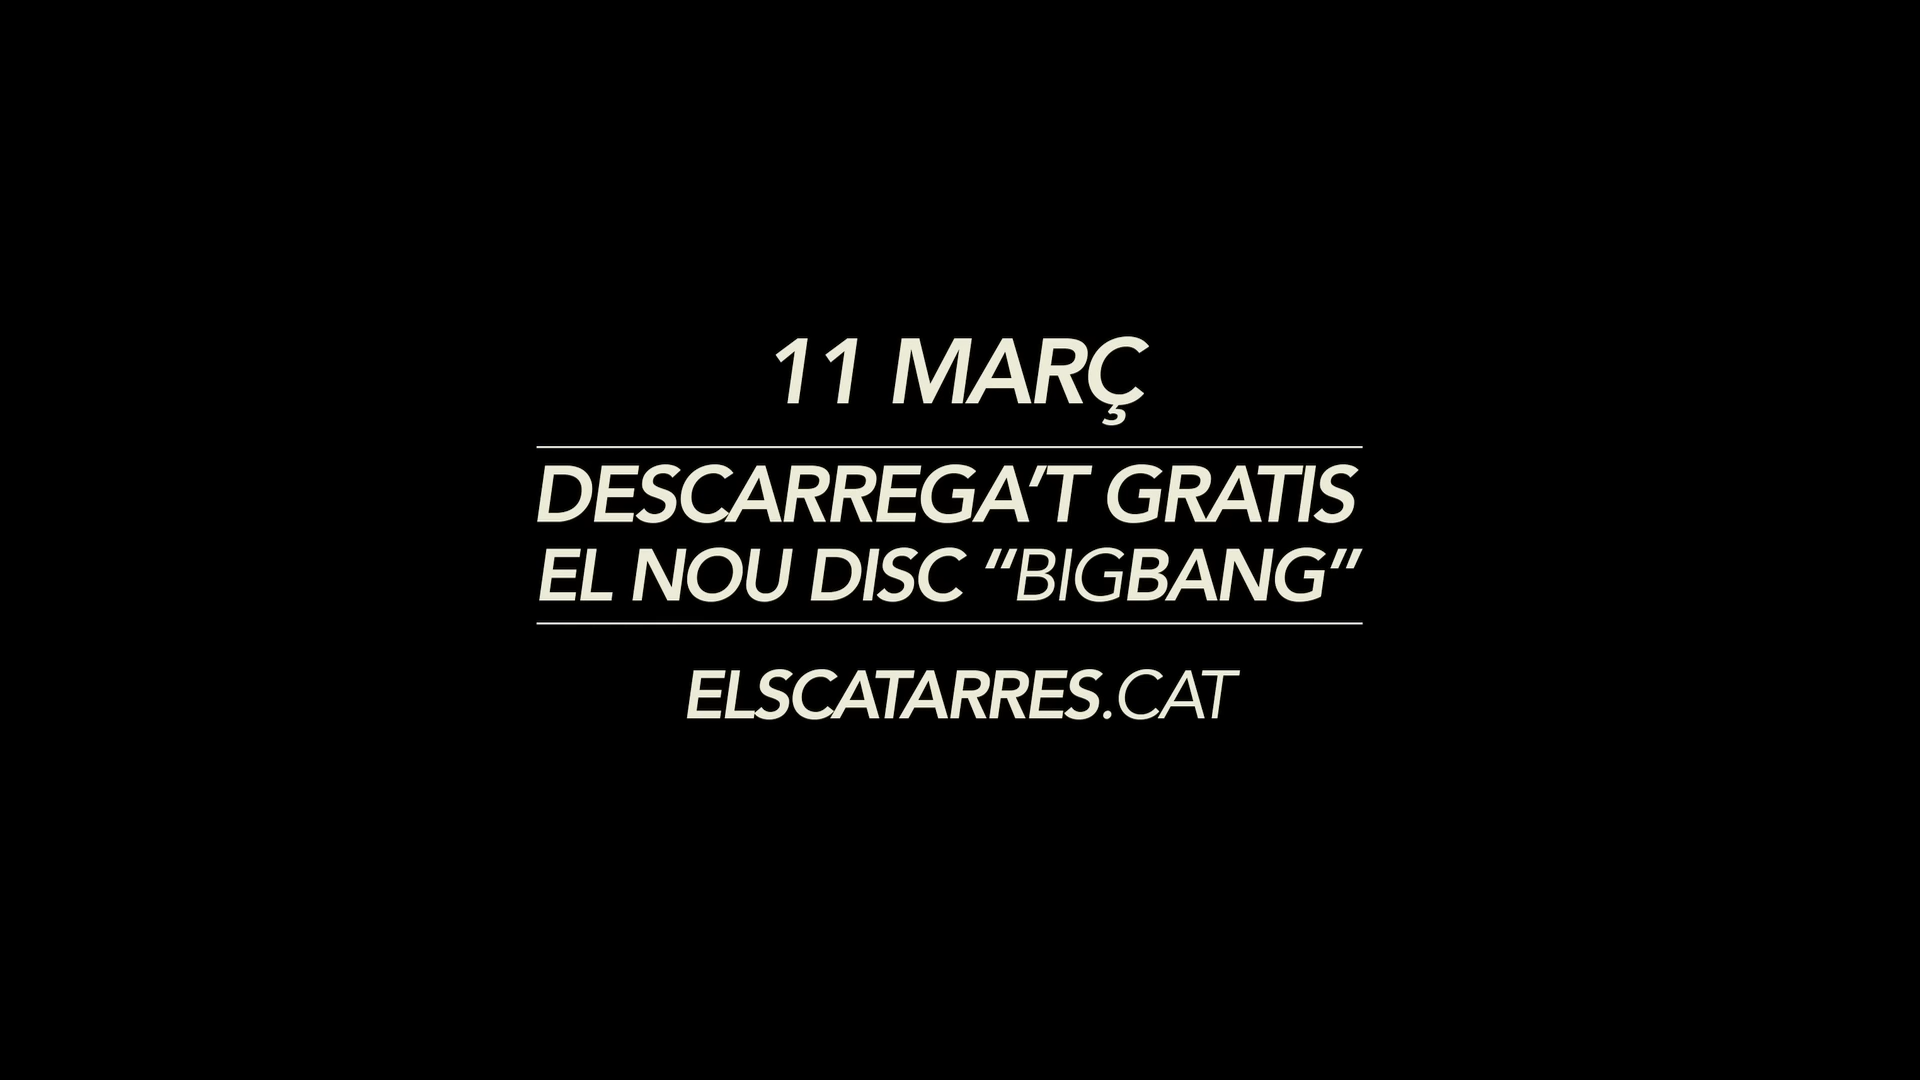 11 MARÇ
DESCARREGA’T GRATIS
EL NOU DISC “BIGBANG”
ELSCATARRES.CAT